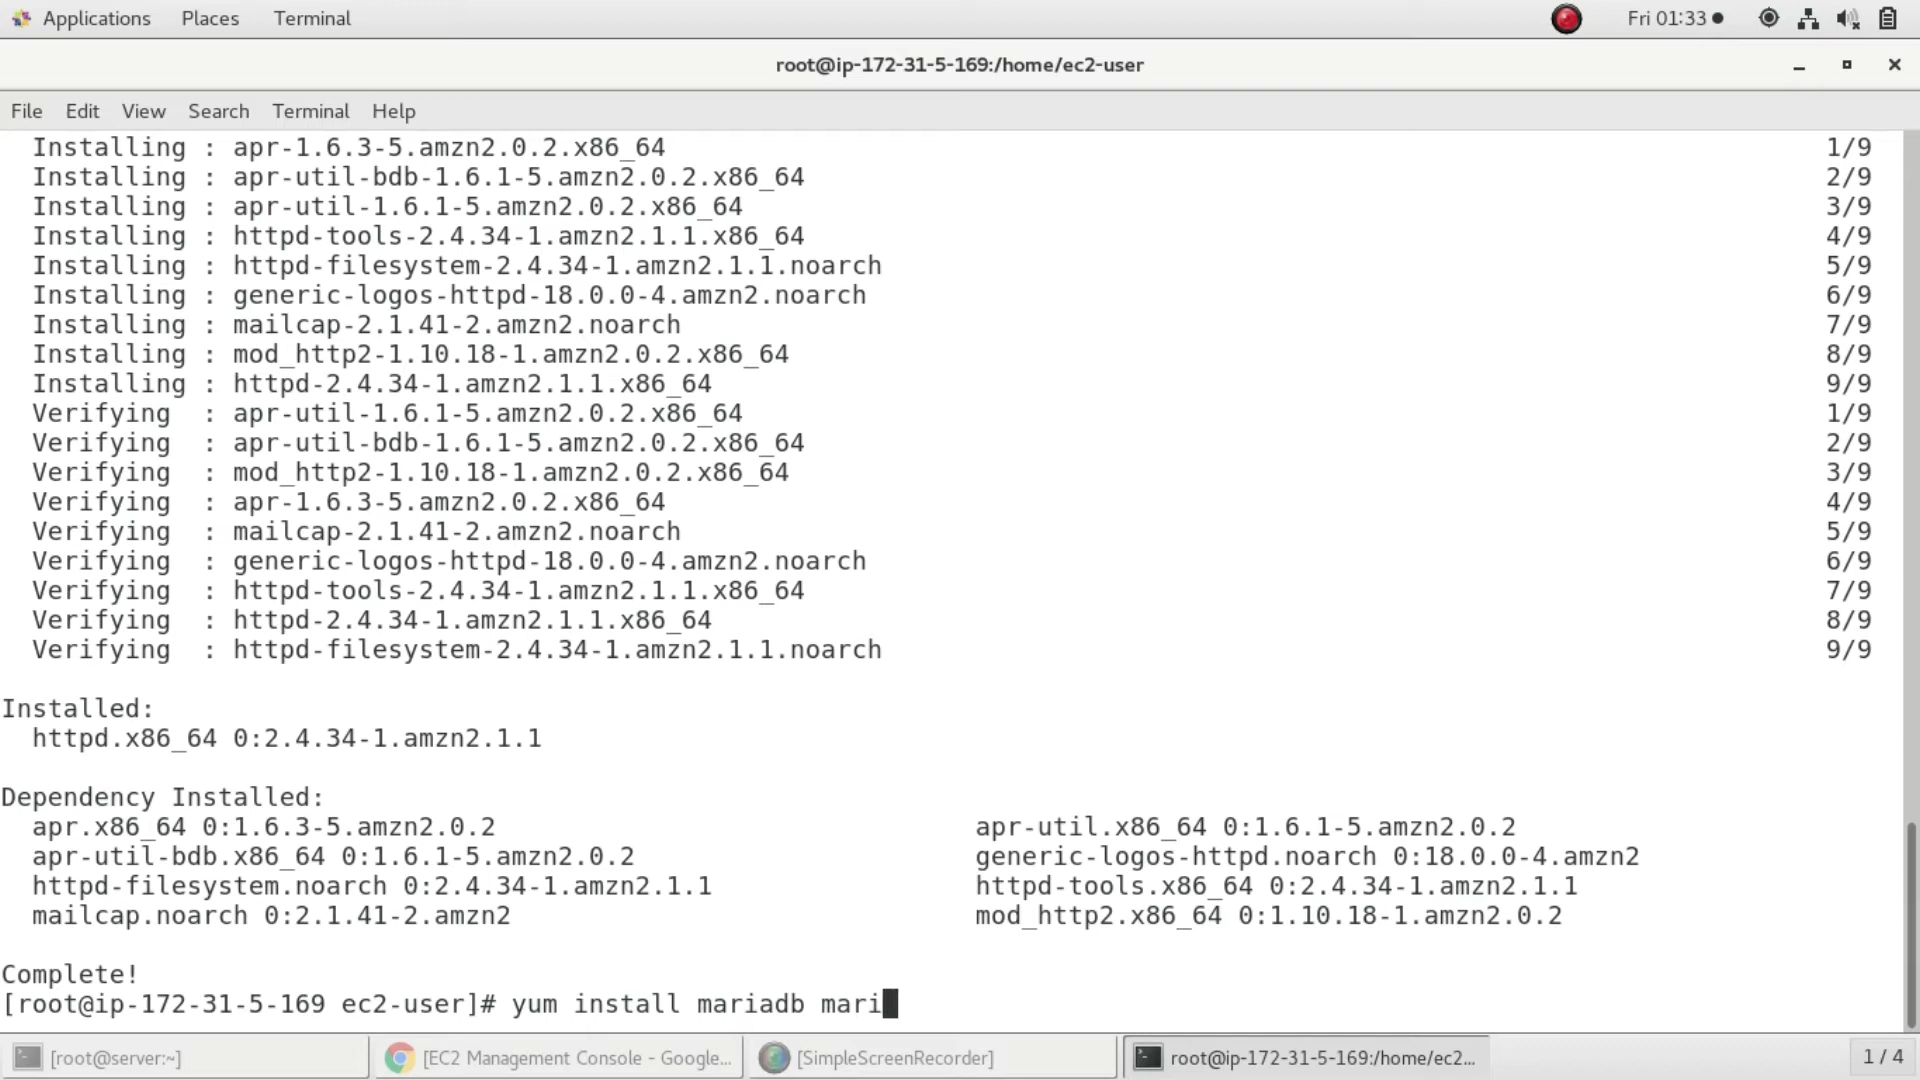 Applications Places Terminal Fri 01:33
root@ip-172-31-5-169:/home/ec2-user
File Edit View Search Terminal Help
Installing : apr-1.6.3-5.amzn2.0.2.x86_64 1/9
Installing : apr-util-bdb-1.6.1-5.amzn2.0.2.x86_64 2/9
Installing : apr-util-1.6.1-5.amzn2.0.2.x86_64 3/9
Installing : httpd-tools-2.4.34-1.amzn2.1.1.x86_64 4/9
Installing : httpd-filesystem-2.4.34-1.amzn2.1.1.noarch 5/9
Installing : generic-logos-httpd-18.0.0-4.amzn2.noarch 6/9
Installing : mailcap-2.1.41-2.amzn2.noarch 7/9
Installing : mod_http2-1.10.18-1.amzn2.0.2.x86_64 8/9
Installing : httpd-2.4.34-1.amzn2.1.1.x86_64 9/9
Verifying : apr-util-1.6.1-5.amzn2.0.2.x86_64 1/9
Verifying : apr-util-bdb-1.6.1-5.amzn2.0.2.x86_64 2/9
Verifying : mod_http2-1.10.18-1.amzn2.0.2.x86_64 3/9
Verifying : apr-1.6.3-5.amzn2.0.2.x86_64 4/9
Verifying : mailcap-2.1.41-2.amzn2.noarch 5/9
Verifying : generic-logos-httpd-18.0.0-4.amzn2.noarch 6/9
Verifying : httpd-tools-2.4.34-1.amzn2.1.1.x86_64 7/9
Verifying : httpd-2.4.34-1.amzn2.1.1.x86_64 8/9
Verifying : httpd-filesystem-2.4.34-1.amzn2.1.1.noarch 9/9
Installed:
httpd.x86_64 0:2.4.34-1.amzn2.1.1
Dependency Installed:
apr.x86_64 0:1.6.3-5.amzn2.0.2 apr-util.x86_64 0:1.6.1-5.amzn2.0.2
apr-util-bdb.x86_64 0:1.6.1-5.amzn2.0.2 generic-logos-httpd.noarch 0:18.0.0-4.amzn2
httpd-filesystem.noarch 0:2.4.34-1.amzn2.1.1 httpd-tools.x86_64 0:2.4.34-1.amzn2.1.1
mailcap.noarch 0:2.1.41-2.amzn2 mod_http2.x86_64 0:1.10.18-1.amzn2.0.2
Complete!
[root@ip-172-31-5-169 ec2-user]# yum install mariadb mari
[root@server:~] [EC2 Management Console - Google... [SimpleScreenRecorder] root@ip-172-31-5-169:/home/ec2... 1 / 4